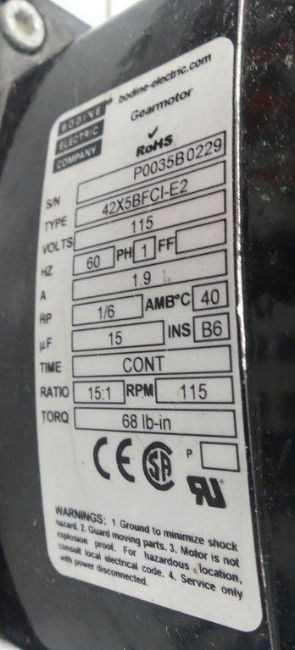 BODINE
ELECTRIC
COMPANY
bodine-electric.com
Gearmotor
RoHS
S/N P0035B0229
TYPE 42X5BFCI-E2
VOLTS 115
HZ 60 PH 1 FF
A 1.9
HP 1/6 AMB°C 40
µF 15 INS B6
TIME CONT
RATIO 15:1 RPM 115
TORQ 68 lb-in
CE SA P RU
WARNINGS: 1. Ground to minimize shock
hazard. 2. Guard moving parts. 3. Motor is not
explosion proof. For hazardous location,
consult local electrical code. 4. Service only
with power disconnected.